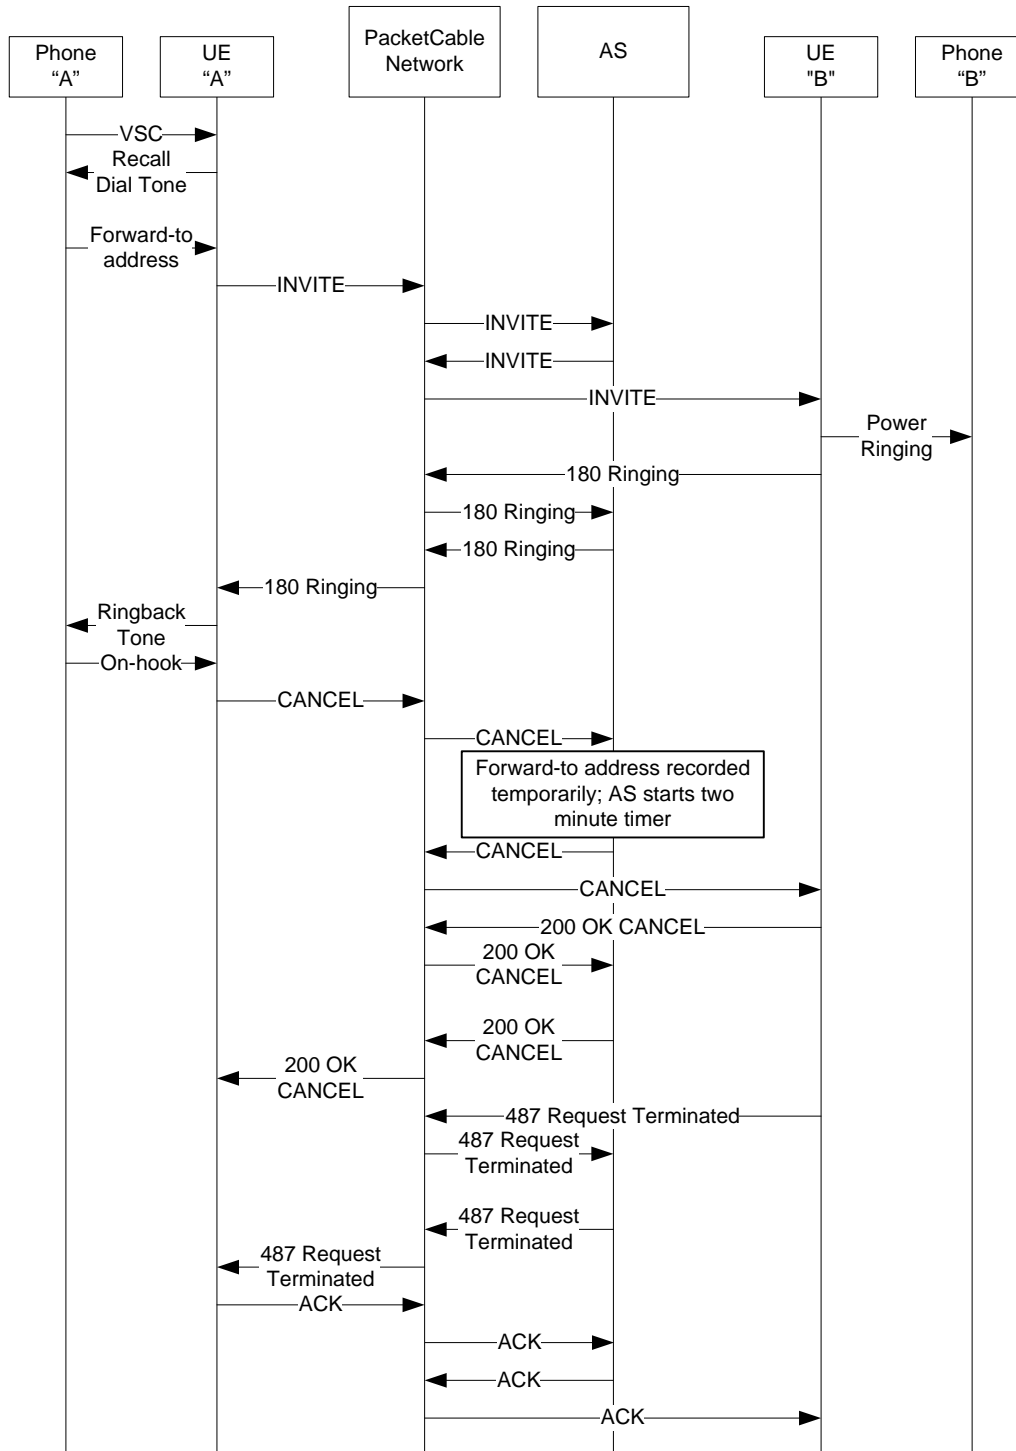 Phone
“A”
UE
“A”
PacketCable
Network
AS
UE
"B"
Phone
“B”
VSC
Recall
Dial Tone
Forward-to
address
INVITE
INVITE
INVITE
INVITE
Power
Ringing
180 Ringing
180 Ringing
180 Ringing
180 Ringing
Ringback
Tone
On-hook
CANCEL
CANCEL
Forward-to address recorded
temporarily; AS starts two
minute timer
CANCEL
CANCEL
200 OK CANCEL
200 OK
CANCEL
200 OK
CANCEL
200 OK
CANCEL
487 Request Terminated
487 Request
Terminated
487 Request
Terminated
487 Request
Terminated
ACK
ACK
ACK
ACK